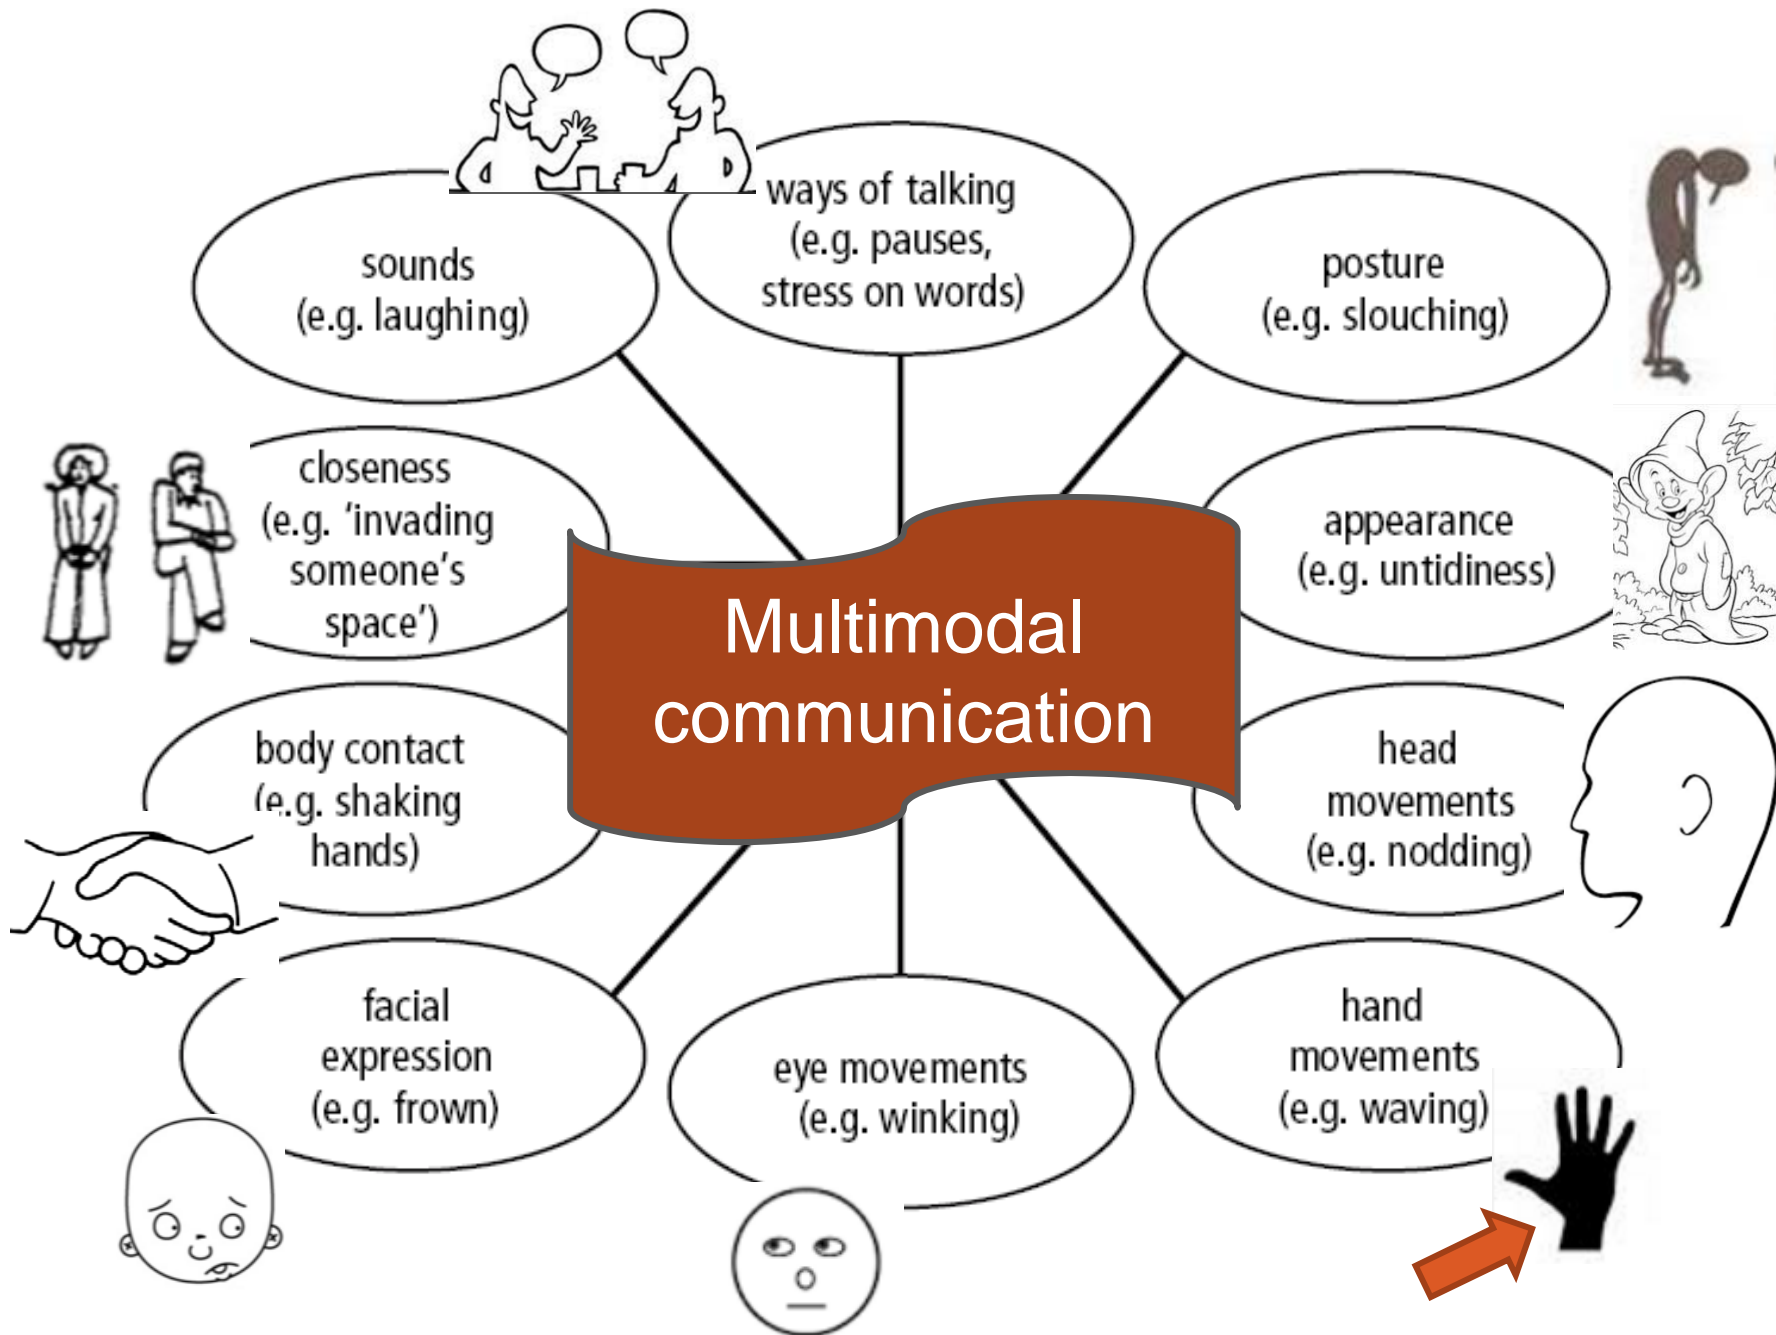 sounds
(e.g. laughing)
ways of talking
(e.g. pauses,
stress on words)
posture
(e.g. slouching)
closeness
(e.g. ‘invading
someone’s
space’)
appearance
(e.g. untidiness)
Multimodal
communication
body contact
(e.g. shaking
hands)
head
movements
(e.g. nodding)
facial
expression
(e.g. frown)
eye movements
(e.g. winking)
hand
movements
(e.g. waving)